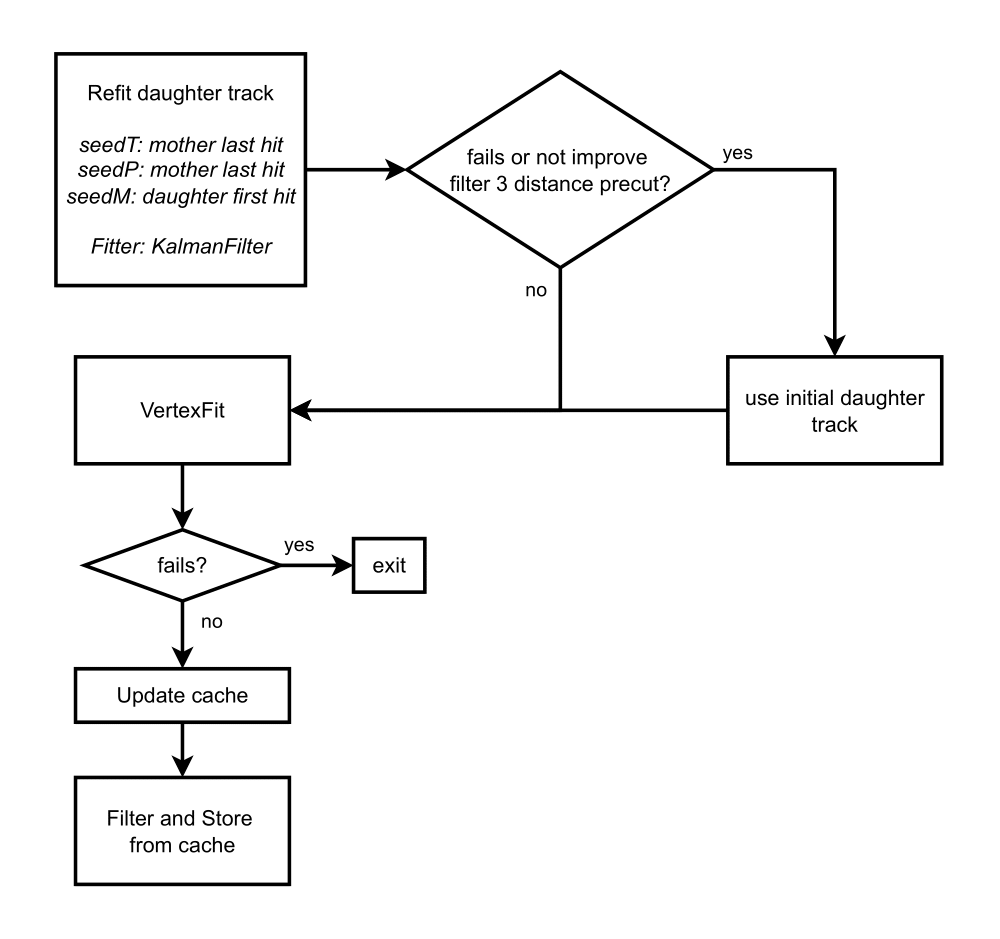 Refit daughter track
seedT: mother last hit
seedP: mother last hit
seedM: daughter first hit
Fitter: KalmanFilter
fails or not improve
filter 3 distance precut?
yes
no
use initial daughter
track
VertexFit
fails?
yes
exit
no
Update cache
Filter and Store
from cache